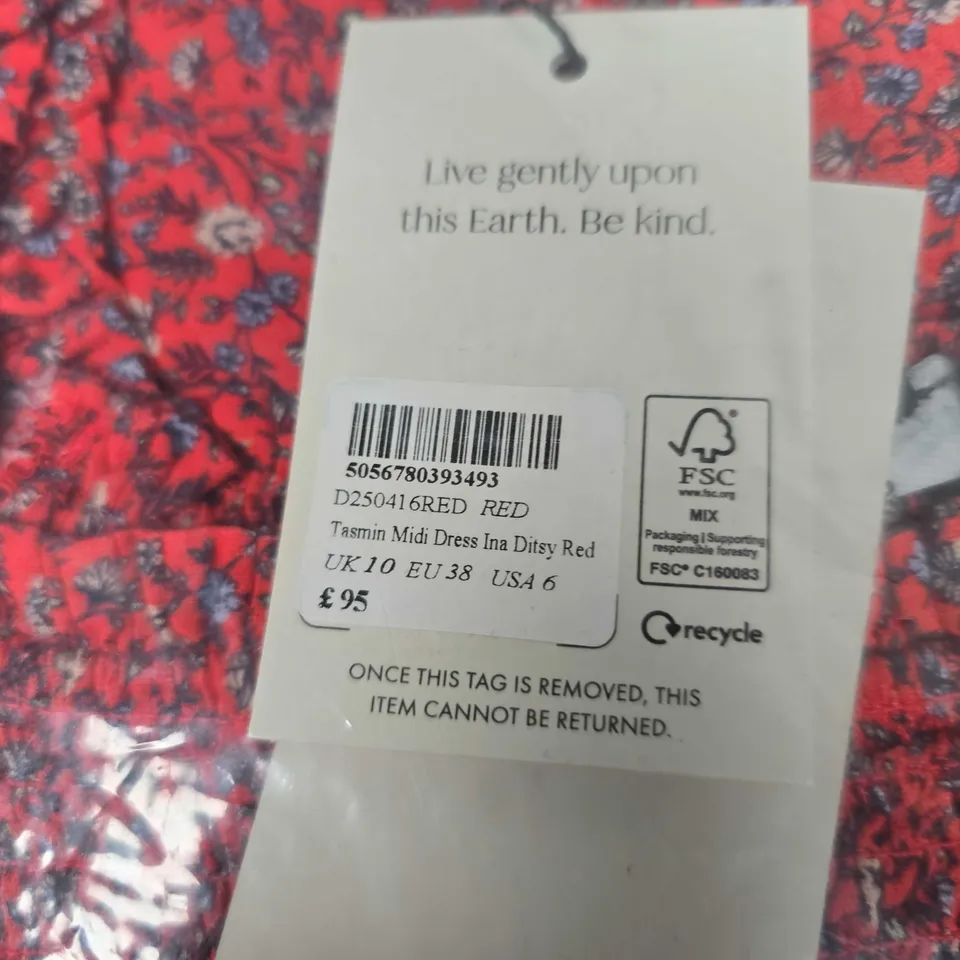 Live gently upon
this Earth. Be kind.
5056780393493
D250416RED RED
Tasmin Midi Dress Ina Ditsy Red
UK 10 EU 38 USA 6
£ 95
FSC®
www.fsc.org
MIX
Packaging | Supporting
responsible forestry
FSC® C160083
recycle
ONCE THIS TAG IS REMOVED, THIS
ITEM CANNOT BE RETURNED.